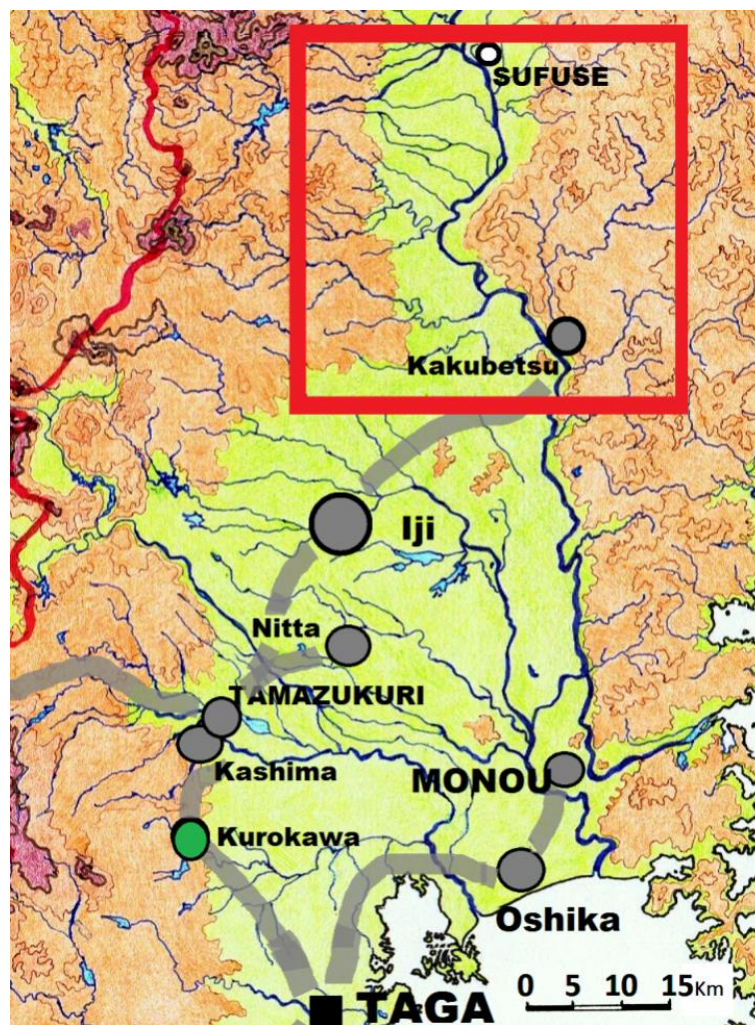 SUFUSE
Kakubetsu
Iji
Nitta
TAMAZUKURI
Kashima
MONOU
Kurokawa
Oshika
0 5 10 15Km
TAGA